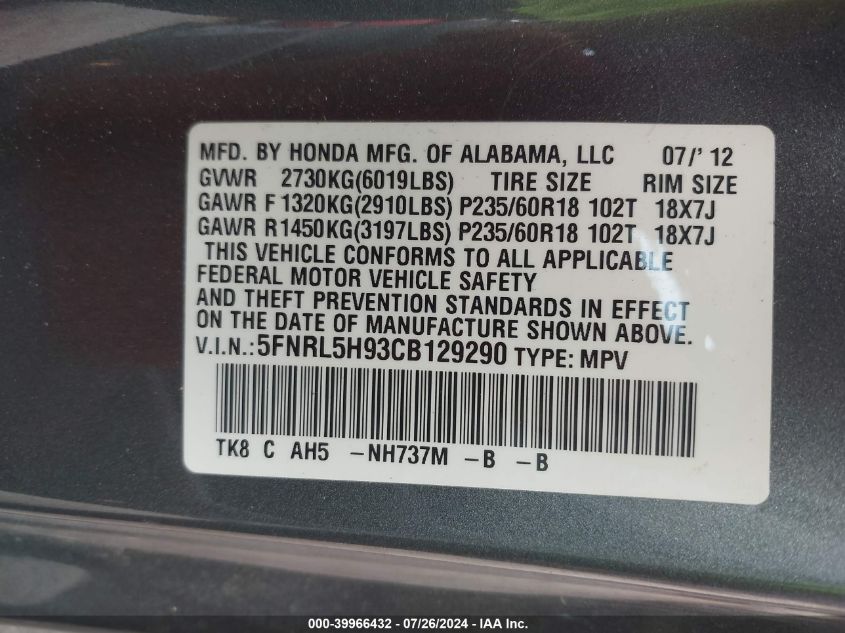 MFD. BY HONDA MFG. OF ALABAMA, LLC 07/' 12
GVWR 2730KG(6019LBS) TIRE SIZE RIM SIZE
GAWR F 1320KG(2910LBS) P235/60R18 102T 18X7J
GAWR R1450KG(3197LBS) P235/60R18 102T 18X7J
THIS VEHICLE CONFORMS TO ALL APPLICABLE
FEDERAL MOTOR VEHICLE SAFETY
AND THEFT PREVENTION STANDARDS IN EFFECT
ON THE DATE OF MANUFACTURE SHOWN ABOVE.
V.I.N.:5FNRL5H93CB129290 TYPE: MPV
TK8 C AH5 -NH737M -B -B
000-39966432 - 07/26/2024 - IAA Inc.